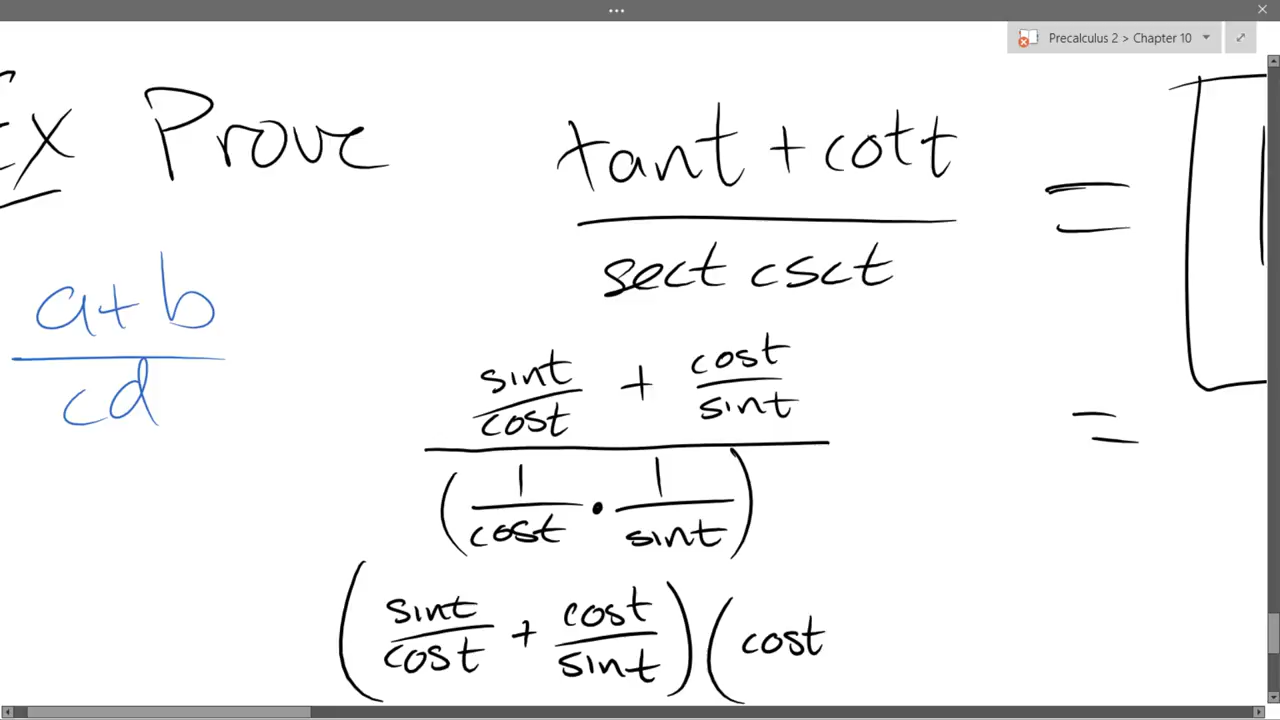 Precalculus 2 > Chapter 10
Ex Prove (tant + cott)/(sect csct) =
(a+b)/(cd)
(sint/cost + cost/sint)/((1/cost · 1/sint)) =
(sint/cost + cost/sint)(cost